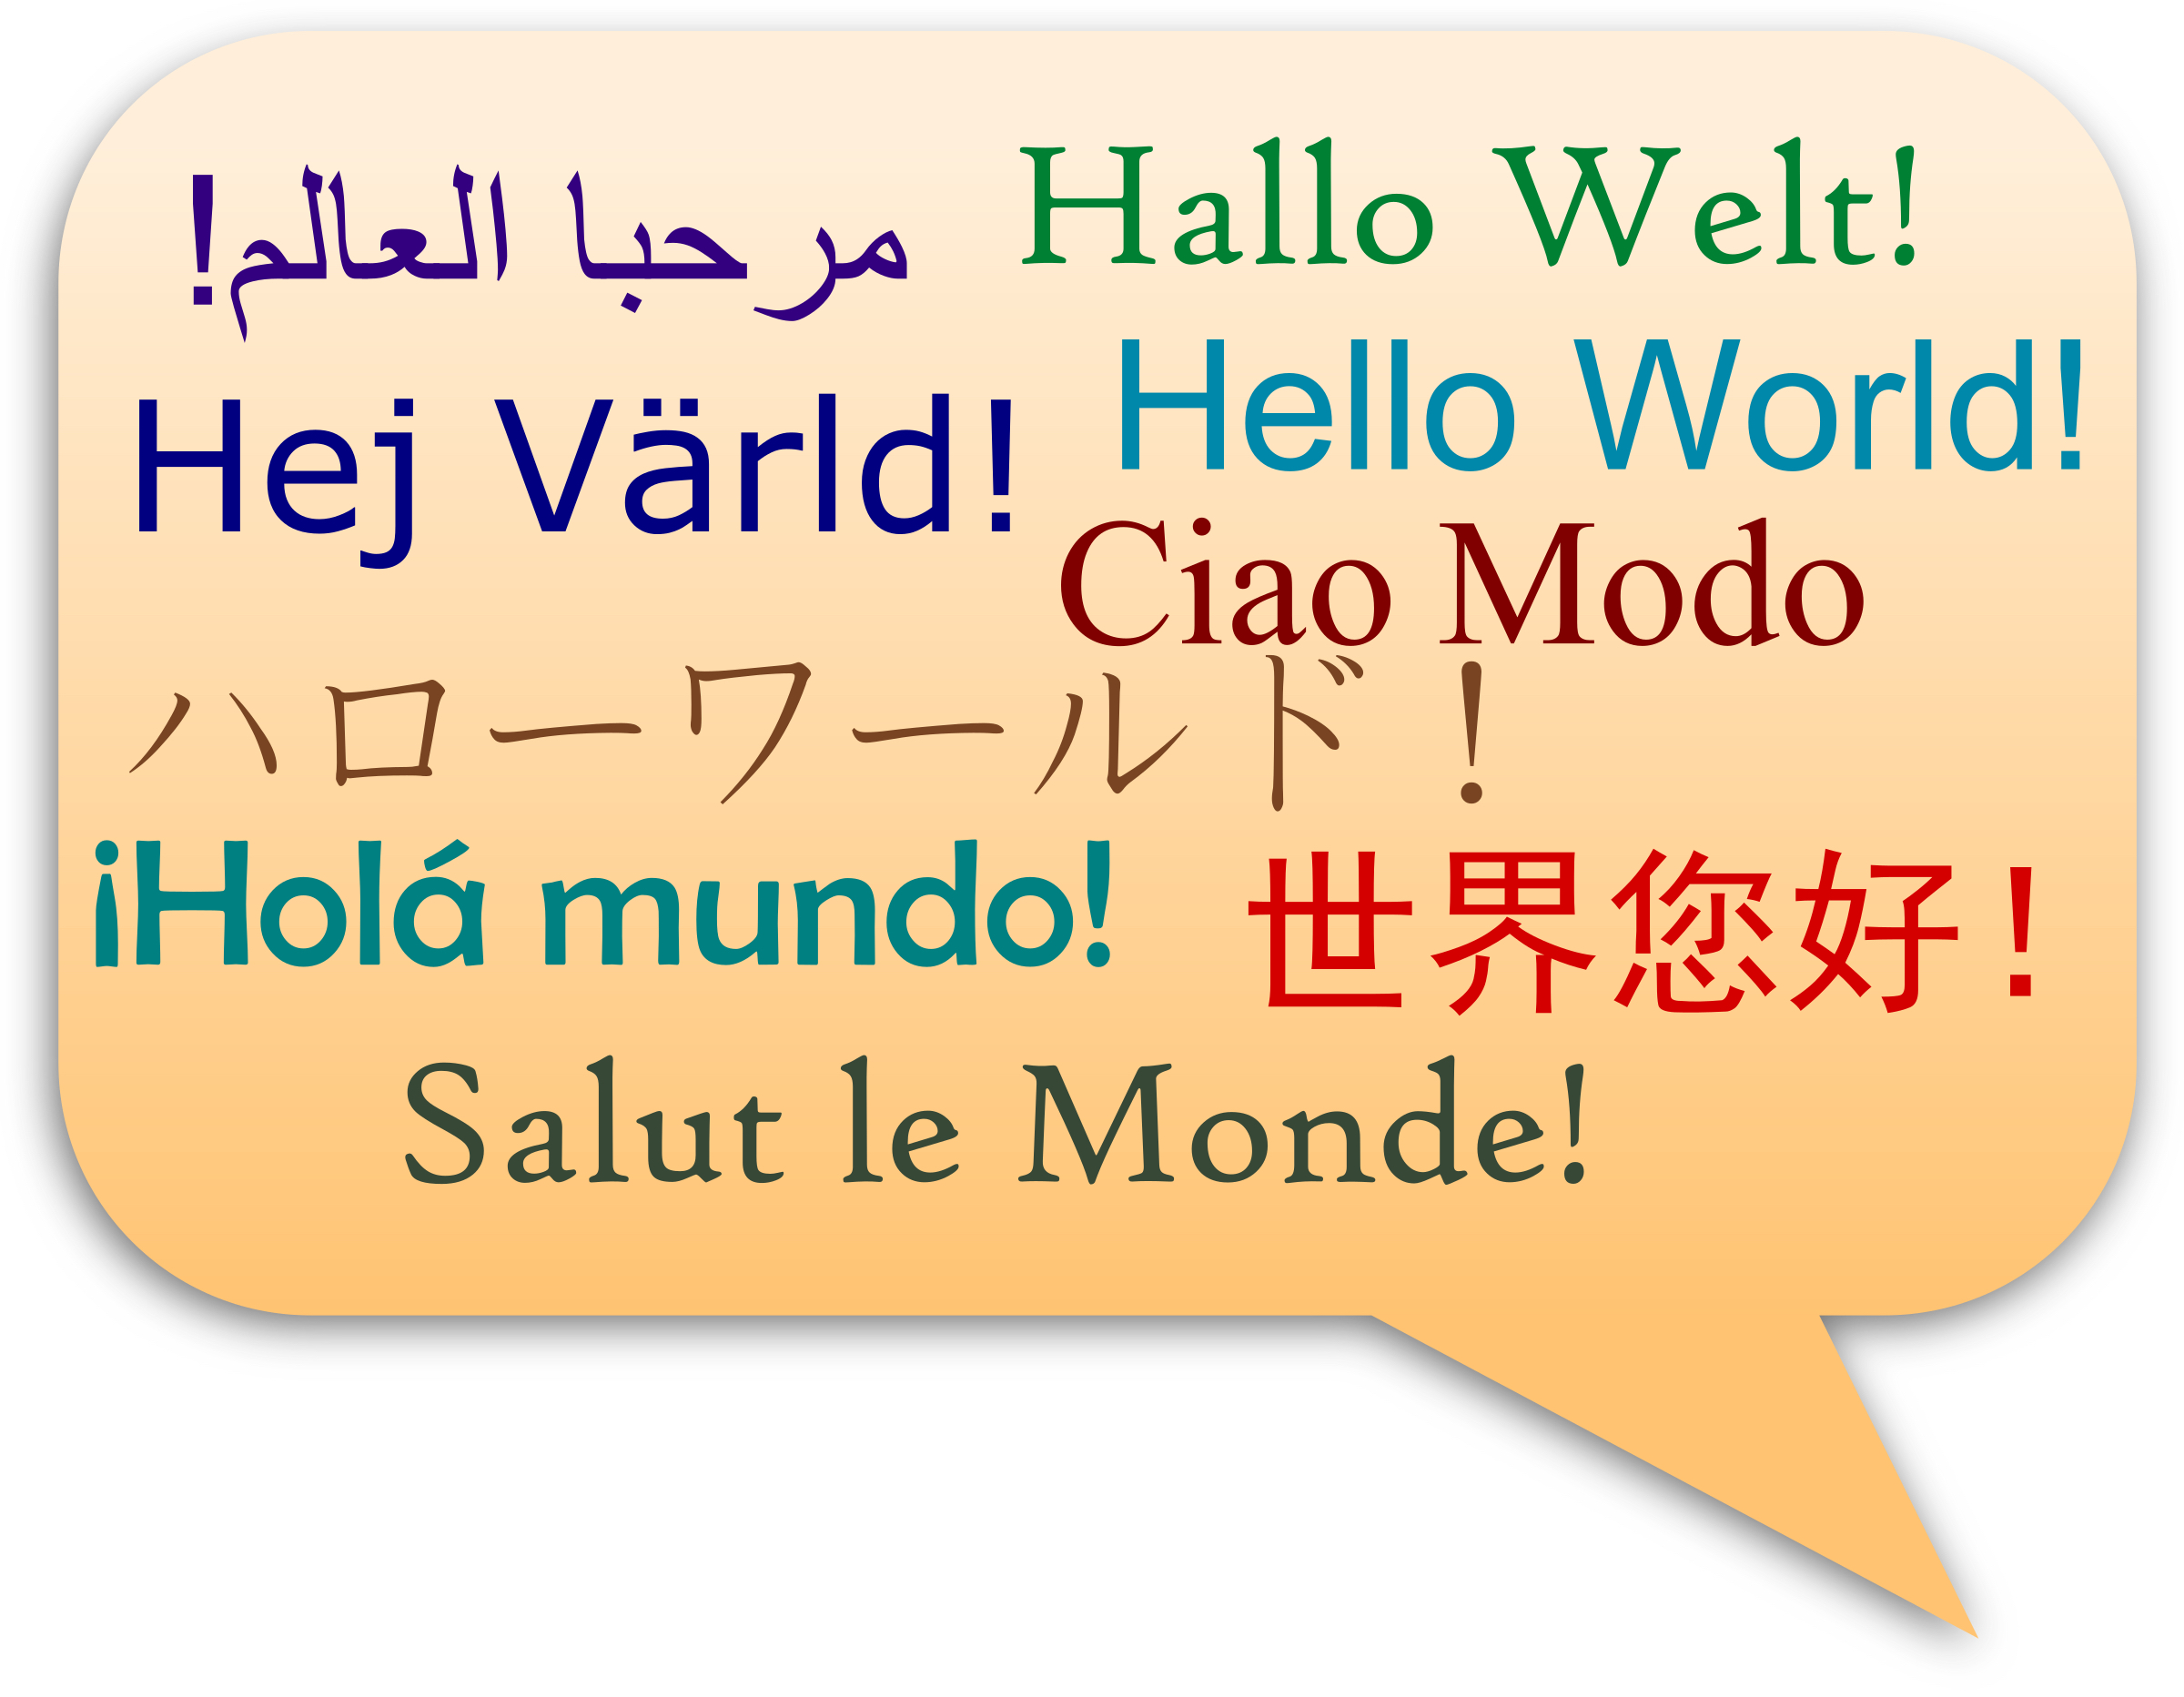 مرحبا العالم!
Hallo Welt!
Hello World!
Hej Värld!
Ciao Modo
ハローワールド！
¡Holá mundo!
世界您好!
Salut le Monde!